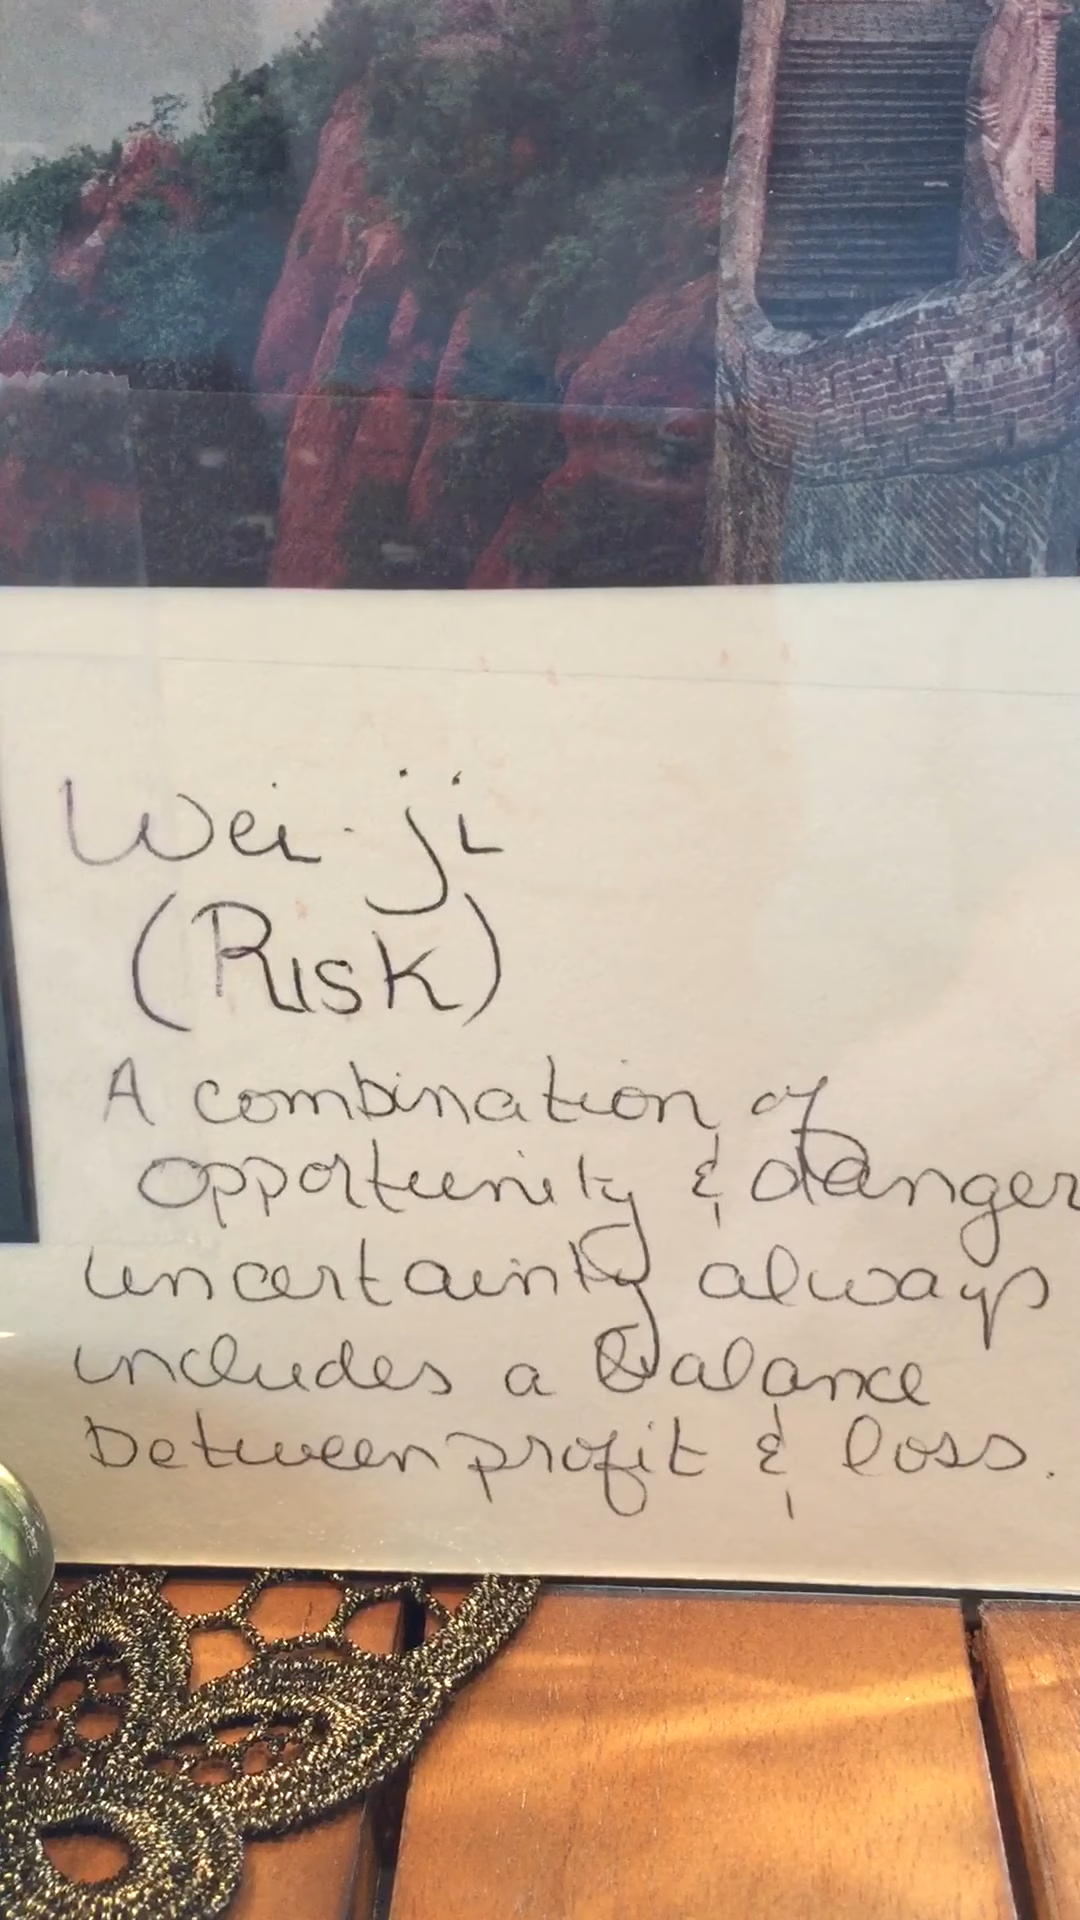 Wei-ji
(Risk)
A combination of
opportunity & danger
uncertainty always
includes a balance
between profit & loss.